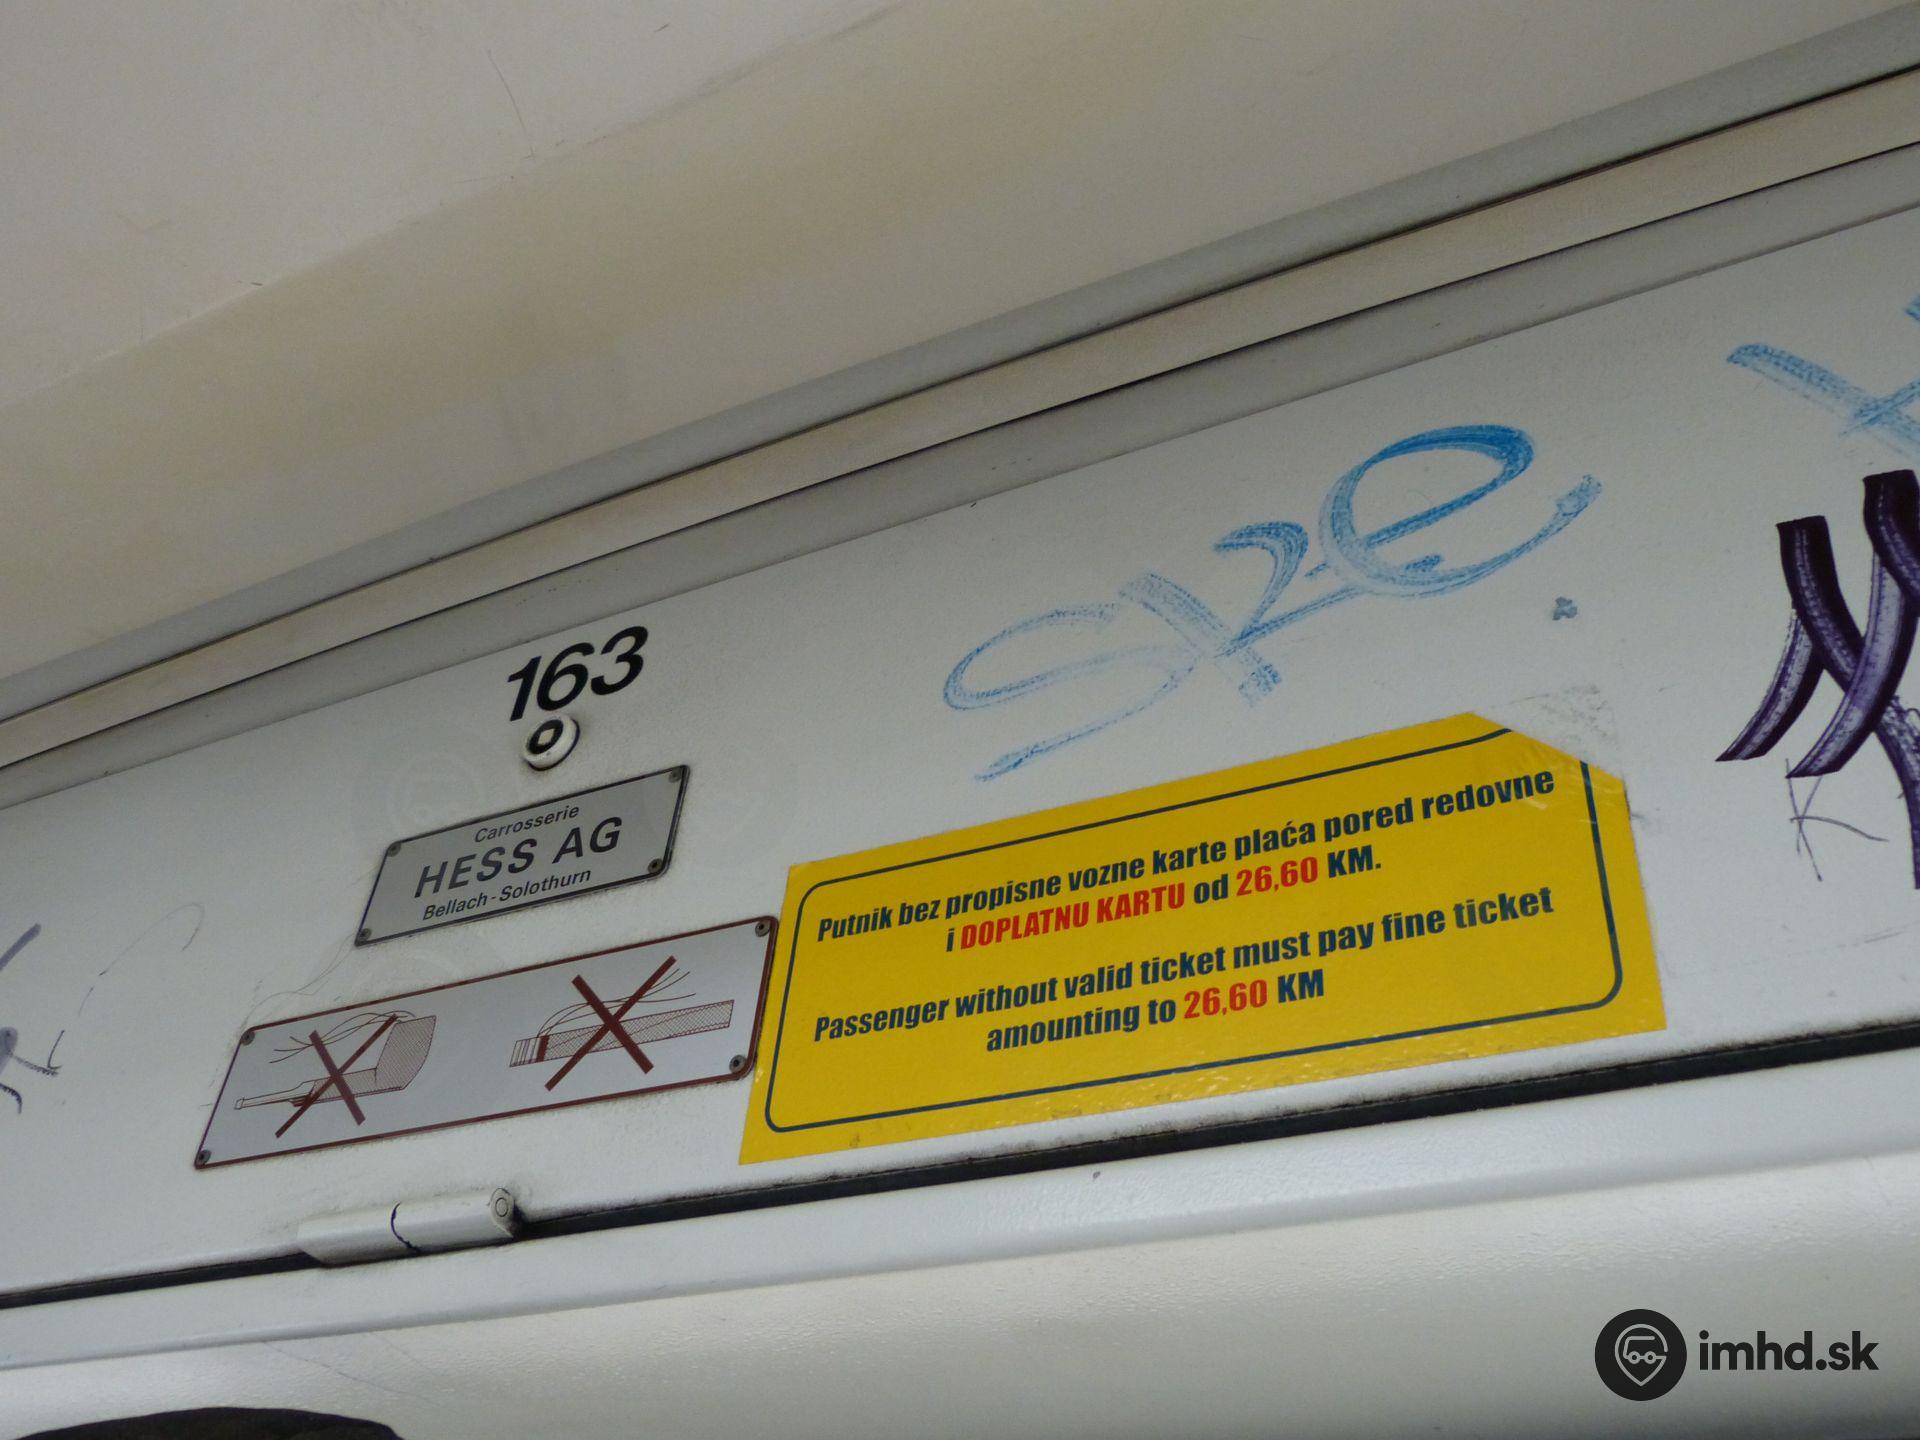 163
Carrosserie
HESS AG
Bellach-Solothurn
Putnik bez propisne vozne karte plaća pored redovne
i DOPLATNU KARTU od 26,60 KM.
Passenger without valid ticket must pay fine ticket
amounting to 26,60 KM
imhd.sk